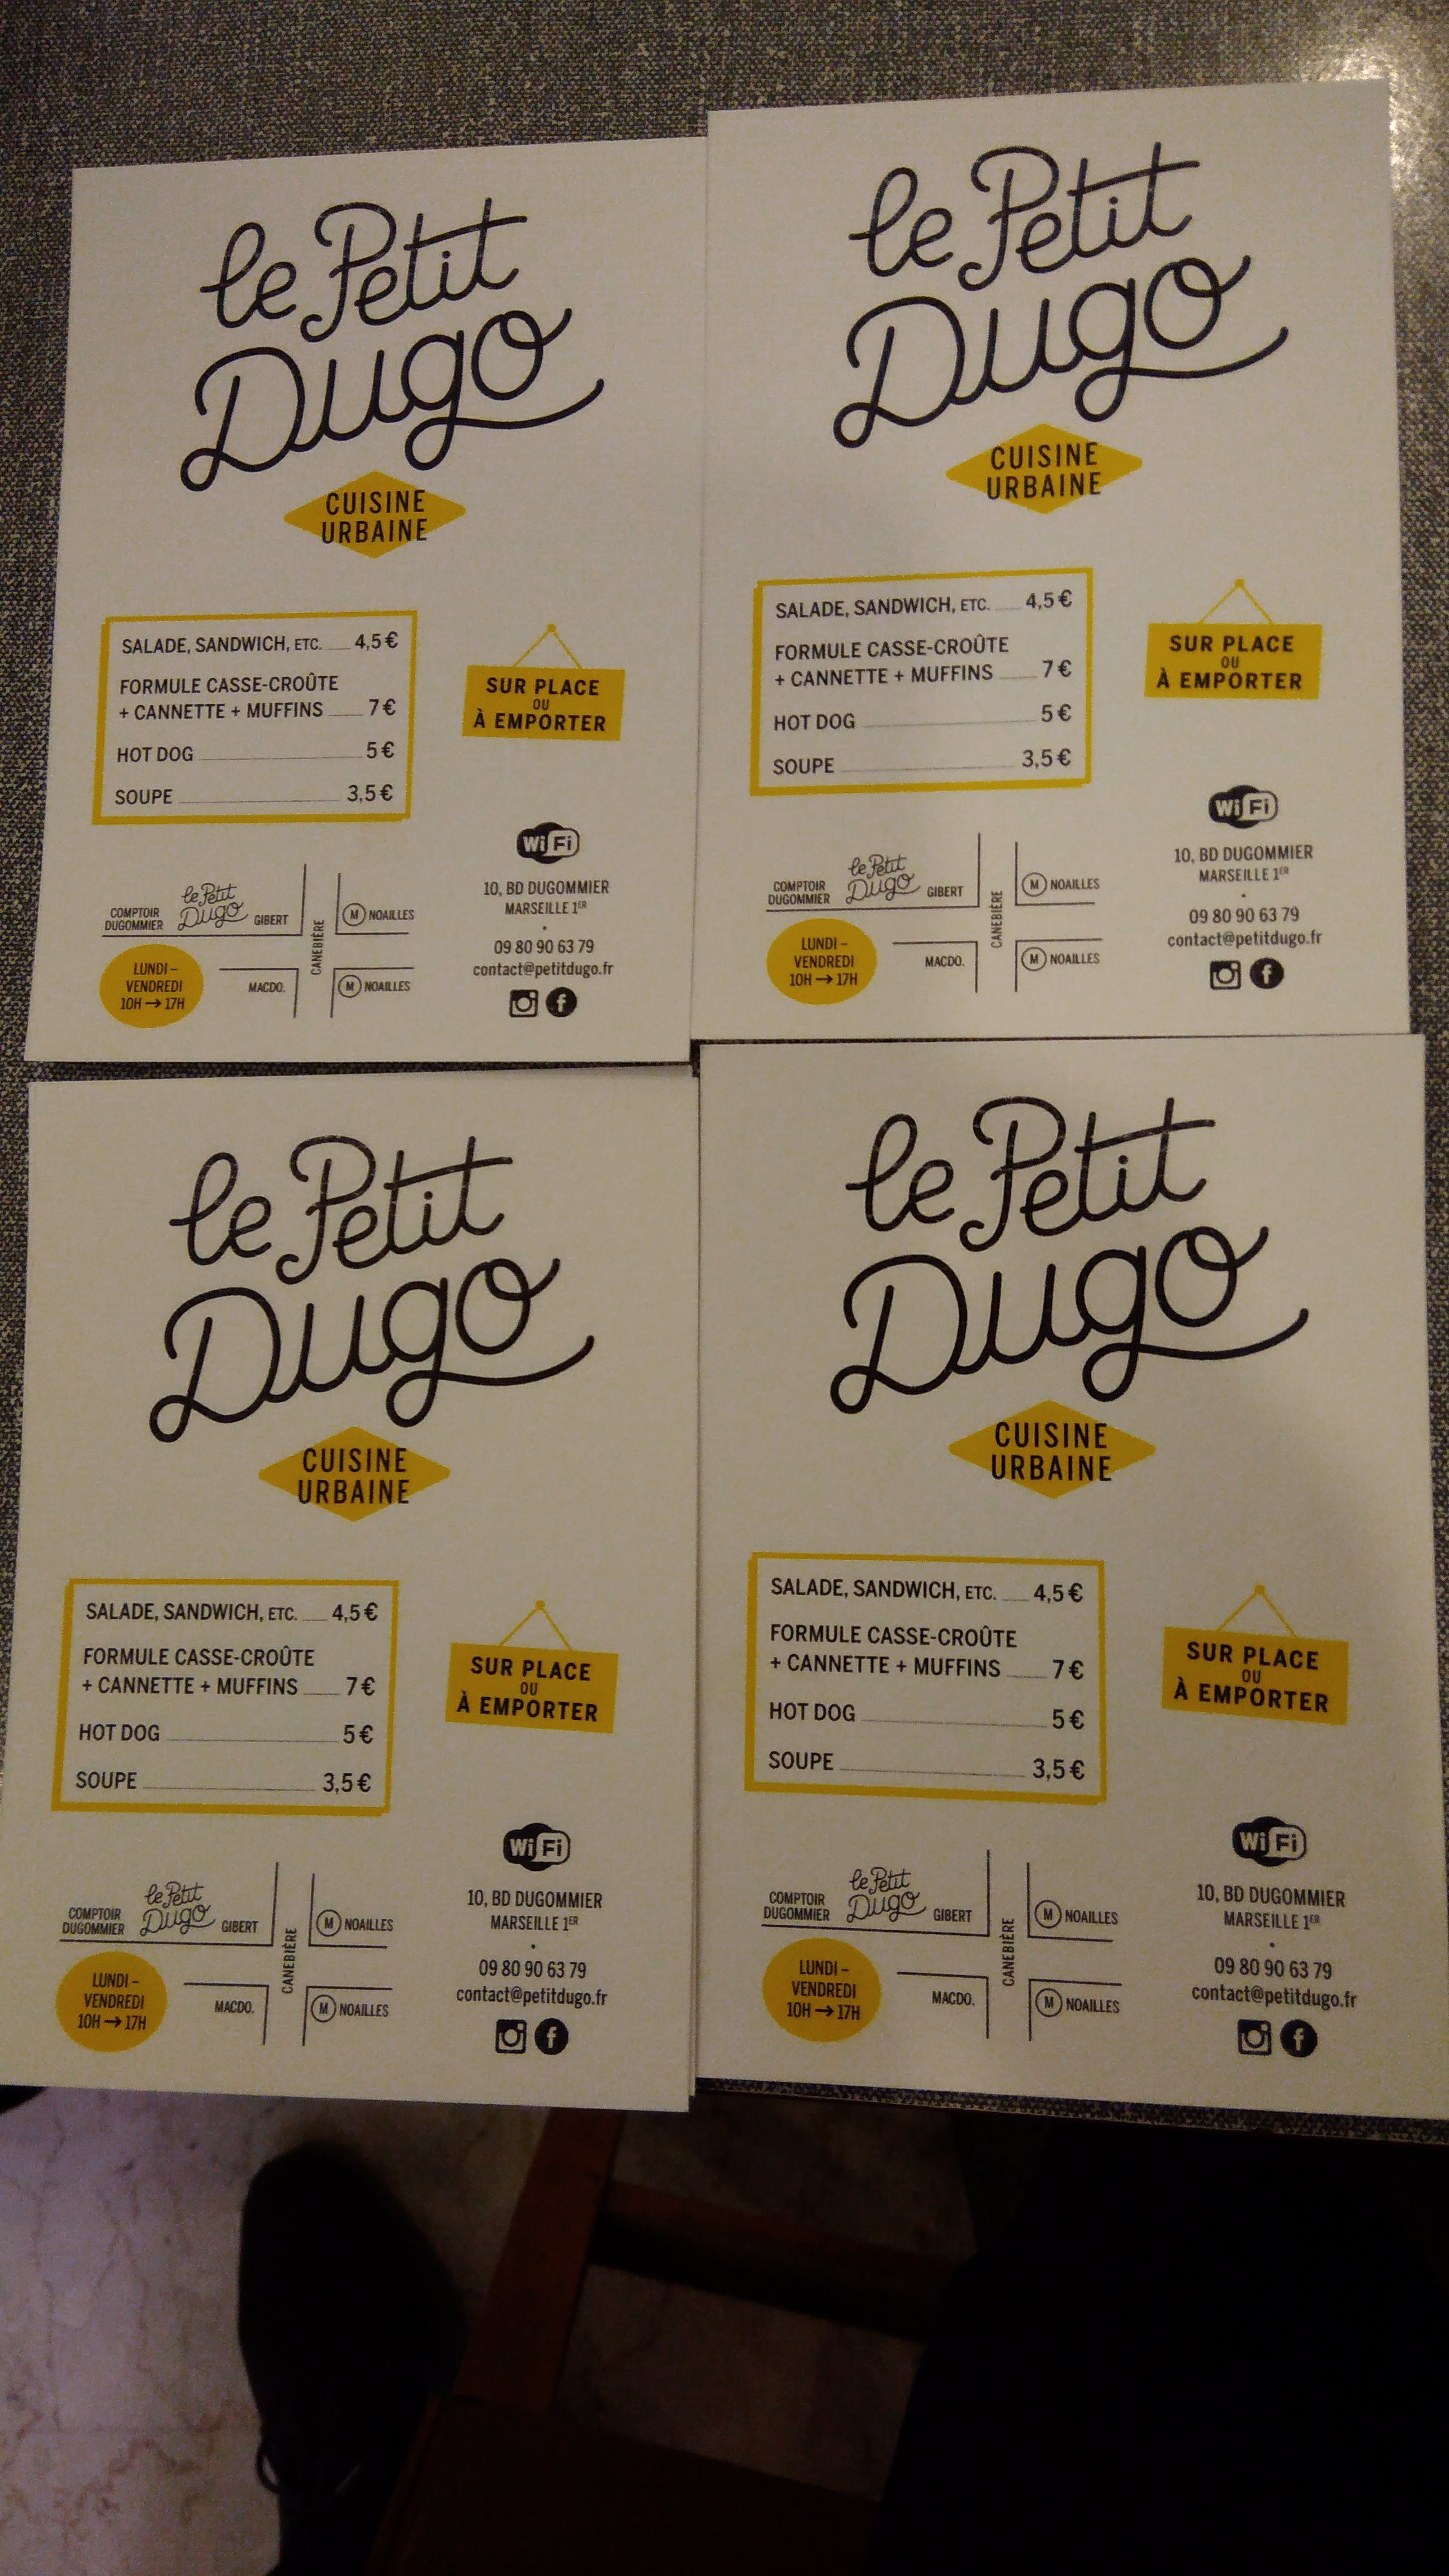 le Petit
Dugo
CUISINE
URBAINE
SALADE, SANDWICH, ETC. 4,5 €
FORMULE CASSE-CROÛTE
+ CANNETTE + MUFFINS 7 €
HOT DOG 5 €
SOUPE 3,5 €
SUR PLACE
OU
À EMPORTER
COMPTOIR
DUGOMMIER
le Petit
Dugo
GIBERT
CANEBIÈRE
M NOAILLES
LUNDI –
VENDREDI
10H → 17H
MACDO.
M NOAILLES
WiFi
10, BD DUGOMMIER
MARSEILLE 1ER
09 80 90 63 79
contact@petitdugo.fr
le Petit
Dugo
CUISINE
URBAINE
SALADE, SANDWICH, ETC. 4,5 €
FORMULE CASSE-CROÛTE
+ CANNETTE + MUFFINS 7 €
HOT DOG 5 €
SOUPE 3,5 €
SUR PLACE
OU
À EMPORTER
COMPTOIR
DUGOMMIER
le Petit
Dugo
GIBERT
CANEBIÈRE
M NOAILLES
LUNDI –
VENDREDI
10H → 17H
MACDO.
M NOAILLES
WiFi
10, BD DUGOMMIER
MARSEILLE 1ER
09 80 90 63 79
contact@petitdugo.fr
le Petit
Dugo
CUISINE
URBAINE
SALADE, SANDWICH, ETC. 4,5 €
FORMULE CASSE-CROÛTE
+ CANNETTE + MUFFINS 7 €
HOT DOG 5 €
SOUPE 3,5 €
SUR PLACE
OU
À EMPORTER
COMPTOIR
DUGOMMIER
le Petit
Dugo
GIBERT
CANEBIÈRE
M NOAILLES
LUNDI –
VENDREDI
10H → 17H
MACDO.
M NOAILLES
WiFi
10, BD DUGOMMIER
MARSEILLE 1ER
09 80 90 63 79
contact@petitdugo.fr
le Petit
Dugo
CUISINE
URBAINE
SALADE, SANDWICH, ETC. 4,5 €
FORMULE CASSE-CROÛTE
+ CANNETTE + MUFFINS 7 €
HOT DOG 5 €
SOUPE 3,5 €
SUR PLACE
OU
À EMPORTER
COMPTOIR
DUGOMMIER
le Petit
Dugo
GIBERT
CANEBIÈRE
M NOAILLES
LUNDI –
VENDREDI
10H → 17H
MACDO.
M NOAILLES
WiFi
10, BD DUGOMMIER
MARSEILLE 1ER
09 80 90 63 79
contact@petitdugo.fr